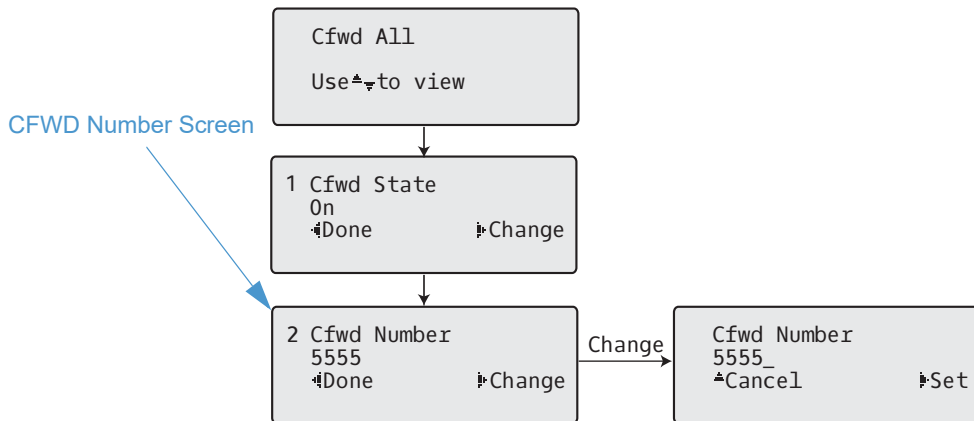 Cfwd All
Use to view
CFWD Number Screen
1 Cfwd State
On
Done Change
2 Cfwd Number
5555
Done Change
Change
Cfwd Number
5555_
Cancel Set